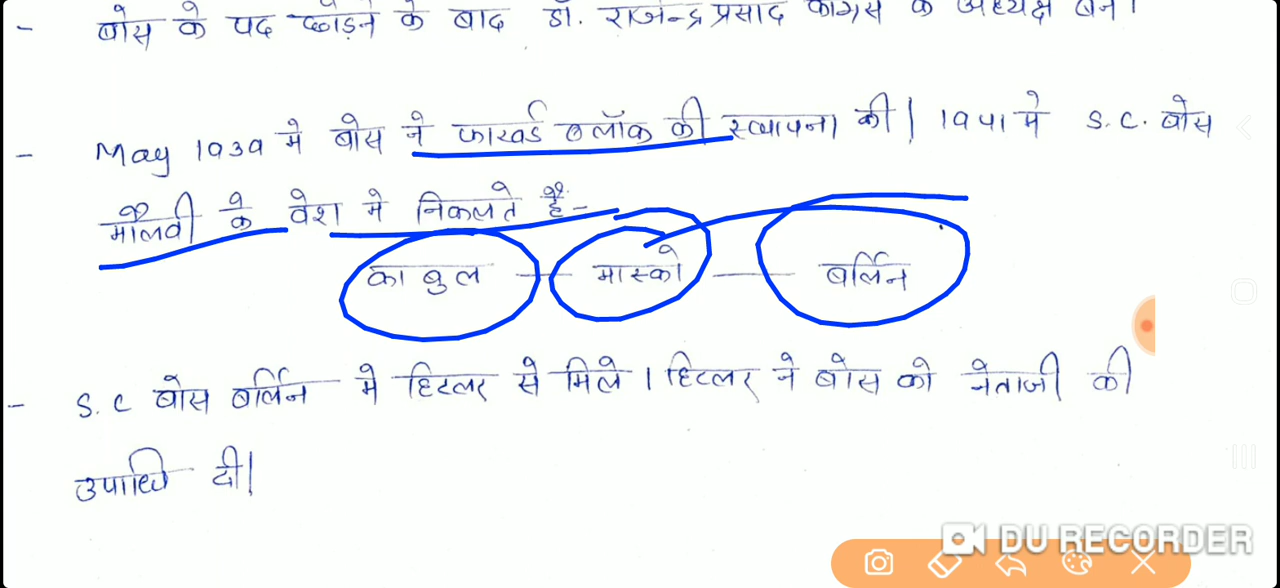 - बोस के पद छोड़ने के बाद डॉ. राजेन्द्र प्रसाद कांग्रेस के अध्यक्ष बने।
- May 1939 मे बोस ने फारवर्ड ब्लॉक की स्थापना की| 1941 मे S.C. बोस
मौलवी के वेश मे निकलते है -
काबुल — मास्को — बर्लिन
- S.C बोस बर्लिन मे हिटलर से मिले। हिटलर ने बोस को नेताजी की
उपाधि दी|
DU RECORDER